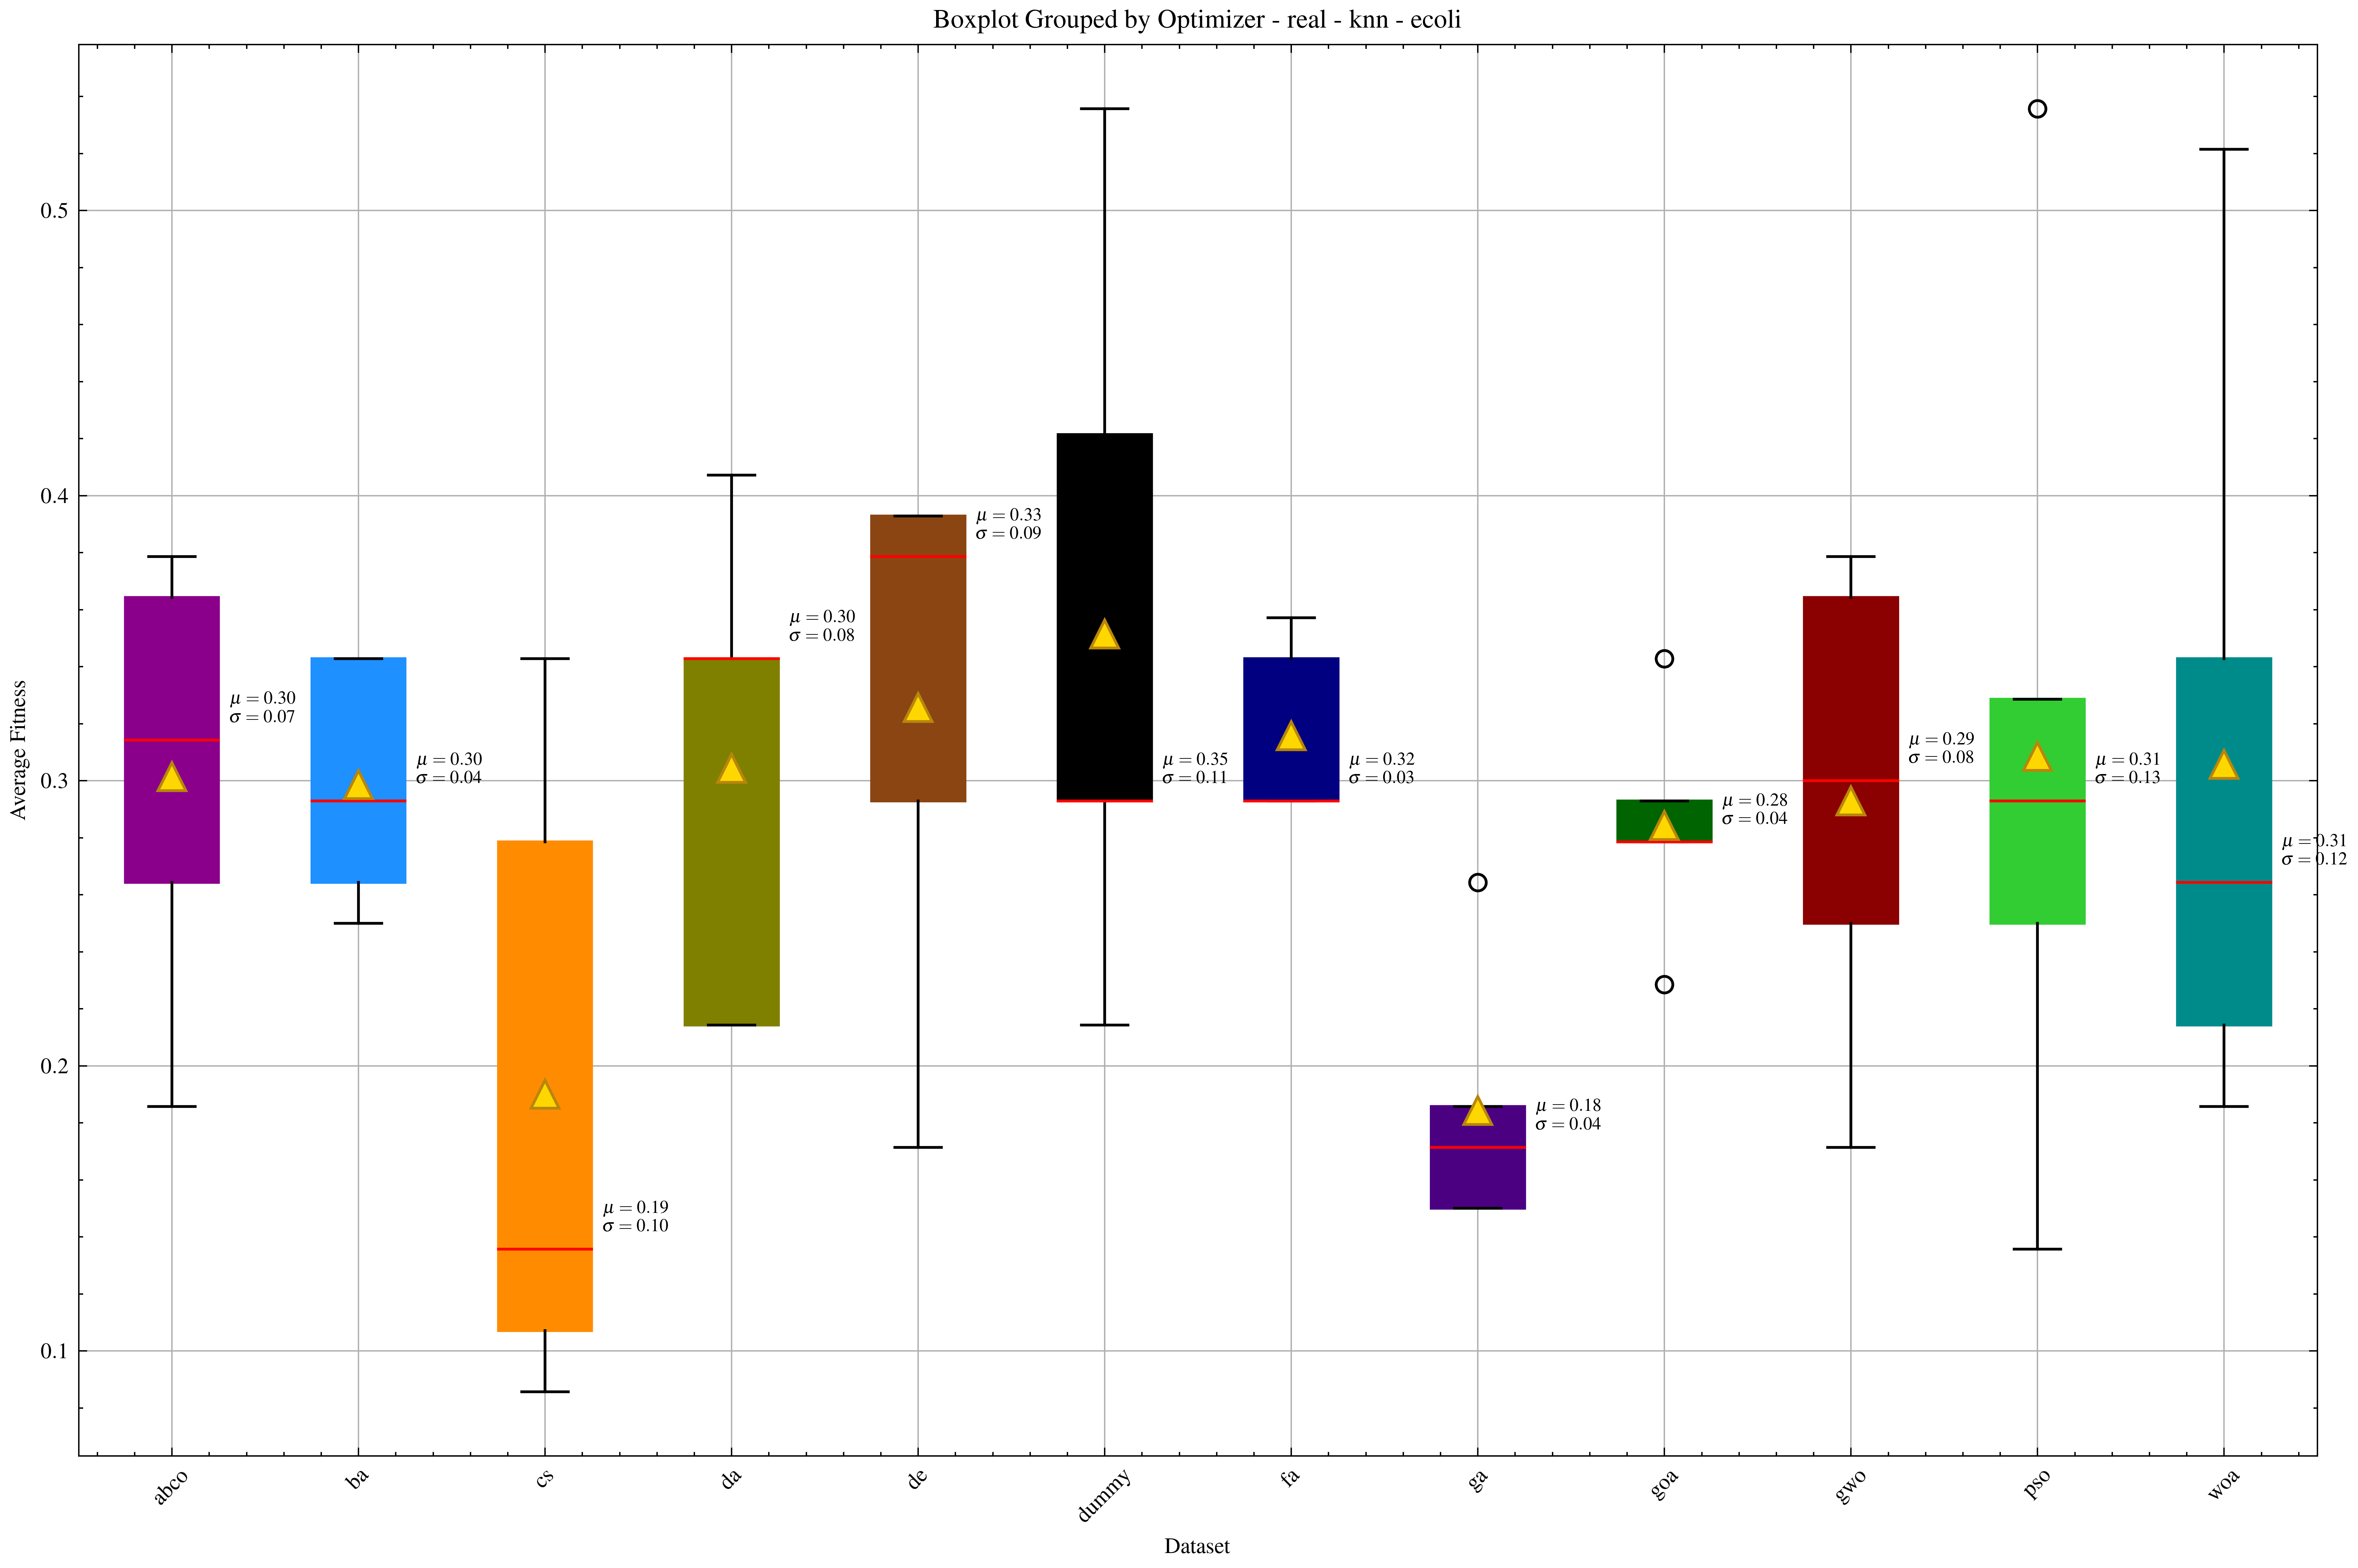 Boxplot Grouped by Optimizer - real - knn - ecoli
Average Fitness
0.5
0.4
0.3
0.2
0.1
μ = 0.30
σ = 0.07
μ = 0.30
σ = 0.04
μ = 0.19
σ = 0.10
μ = 0.30
σ = 0.08
μ = 0.33
σ = 0.09
μ = 0.35
σ = 0.11
μ = 0.32
σ = 0.03
μ = 0.18
σ = 0.04
μ = 0.28
σ = 0.04
μ = 0.29
σ = 0.08
μ = 0.31
σ = 0.13
μ = 0.31
σ = 0.12
abco
ba
cs
da
de
dummy
fa
ga
goa
gwo
pso
woa
Dataset